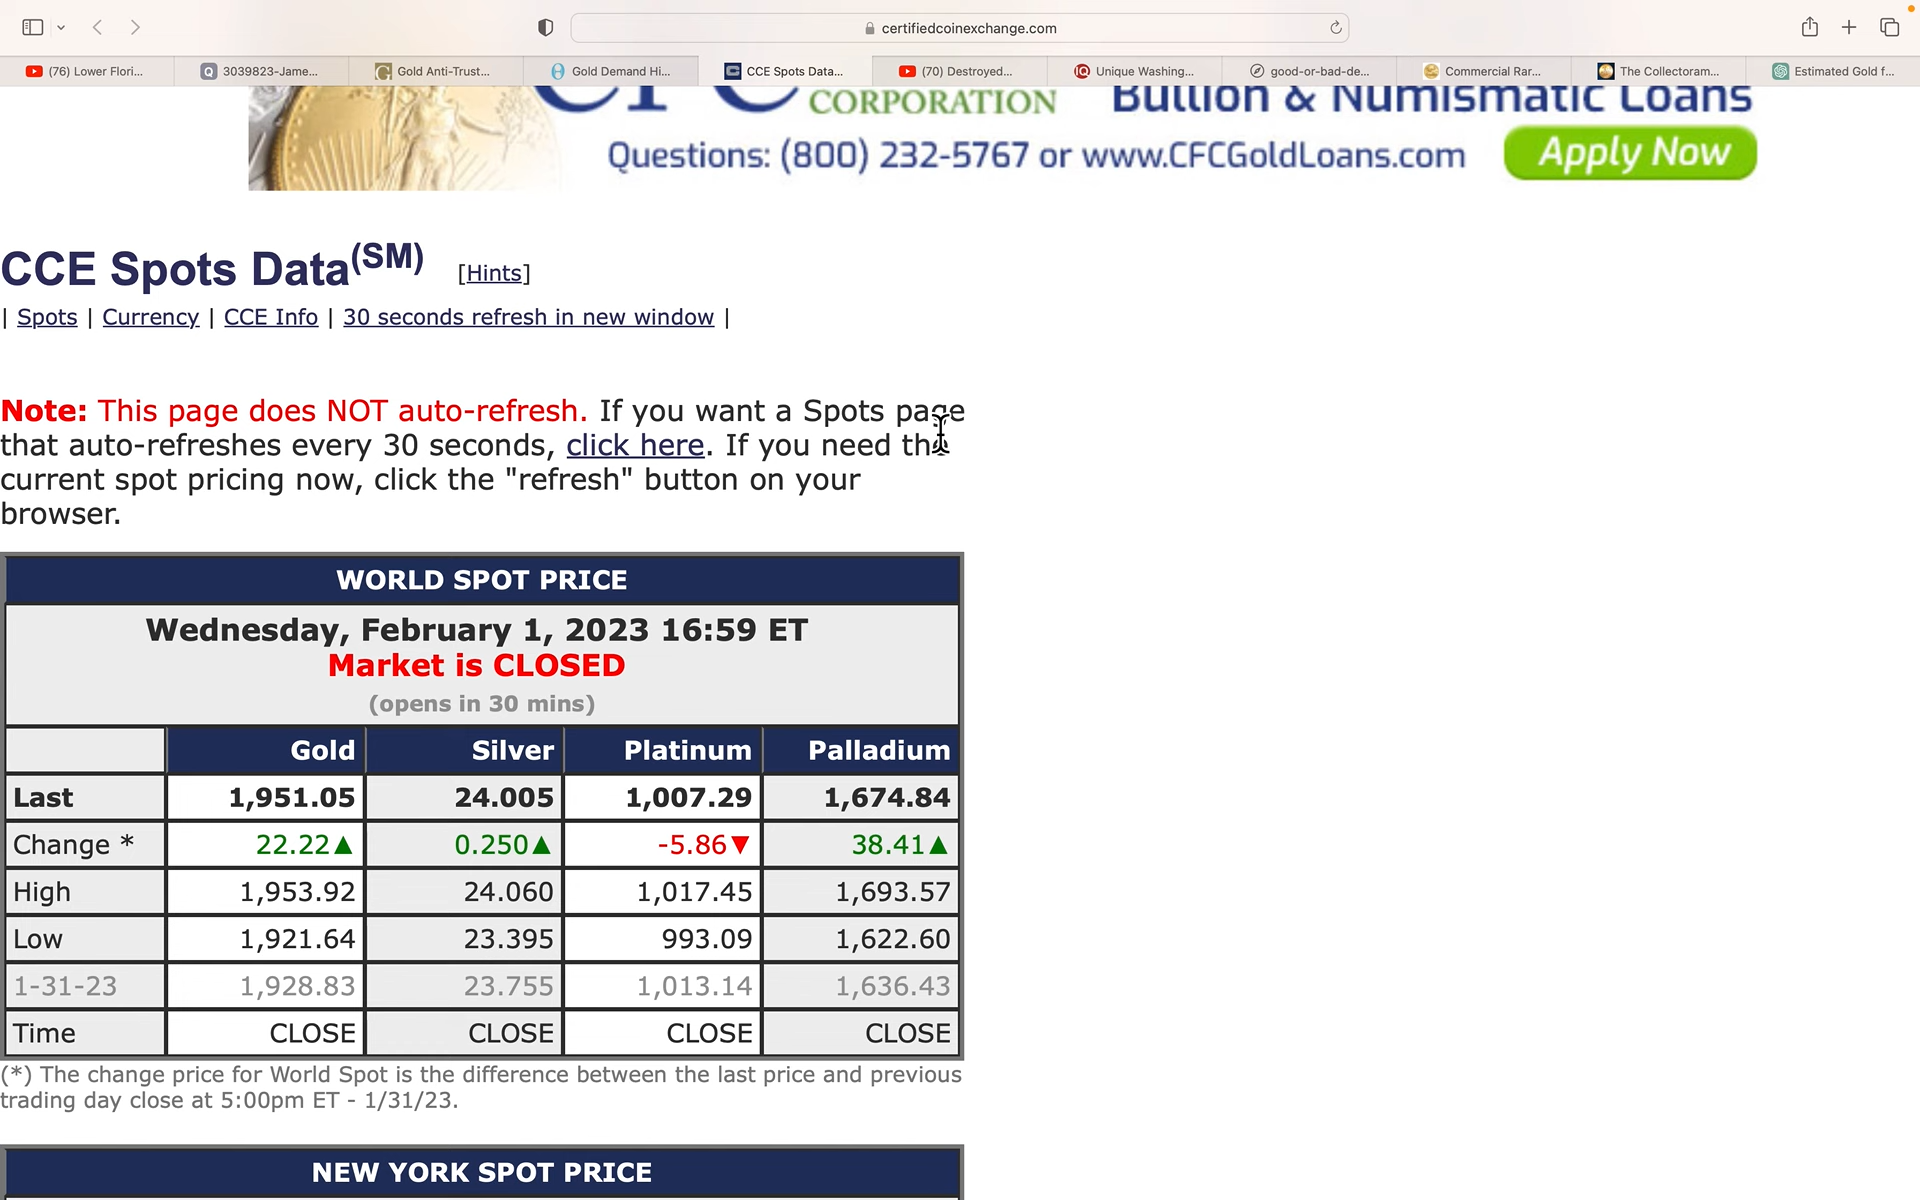 certifiedcoinexchange.com
(76) Lower Flori...
3039823-Jame...
Gold Anti-Trust...
Gold Demand Hi...
CCE Spots Data...
(70) Destroyed...
Unique Washing...
good-or-bad-de...
Commercial Rar...
The Collectoram...
Estimated Gold f...
CFC CORPORATION Bullion & Numismatic Loans
Questions: (800) 232-5767 or www.CFCGoldLoans.com Apply Now
CCE Spots Data(SM) [Hints]
| Spots | Currency | CCE Info | 30 seconds refresh in new window |
Note: This page does NOT auto-refresh. If you want a Spots page
that auto-refreshes every 30 seconds, click here. If you need the
current spot pricing now, click the "refresh" button on your
browser.
WORLD SPOT PRICE
Wednesday, February 1, 2023 16:59 ET
Market is CLOSED
(opens in 30 mins)
Gold Silver Platinum Palladium
Last 1,951.05 24.005 1,007.29 1,674.84
Change * 22.22▲ 0.250▲ -5.86▼ 38.41▲
High 1,953.92 24.060 1,017.45 1,693.57
Low 1,921.64 23.395 993.09 1,622.60
1-31-23 1,928.83 23.755 1,013.14 1,636.43
Time CLOSE CLOSE CLOSE CLOSE
(*) The change price for World Spot is the difference between the last price and previous
trading day close at 5:00pm ET - 1/31/23.
NEW YORK SPOT PRICE